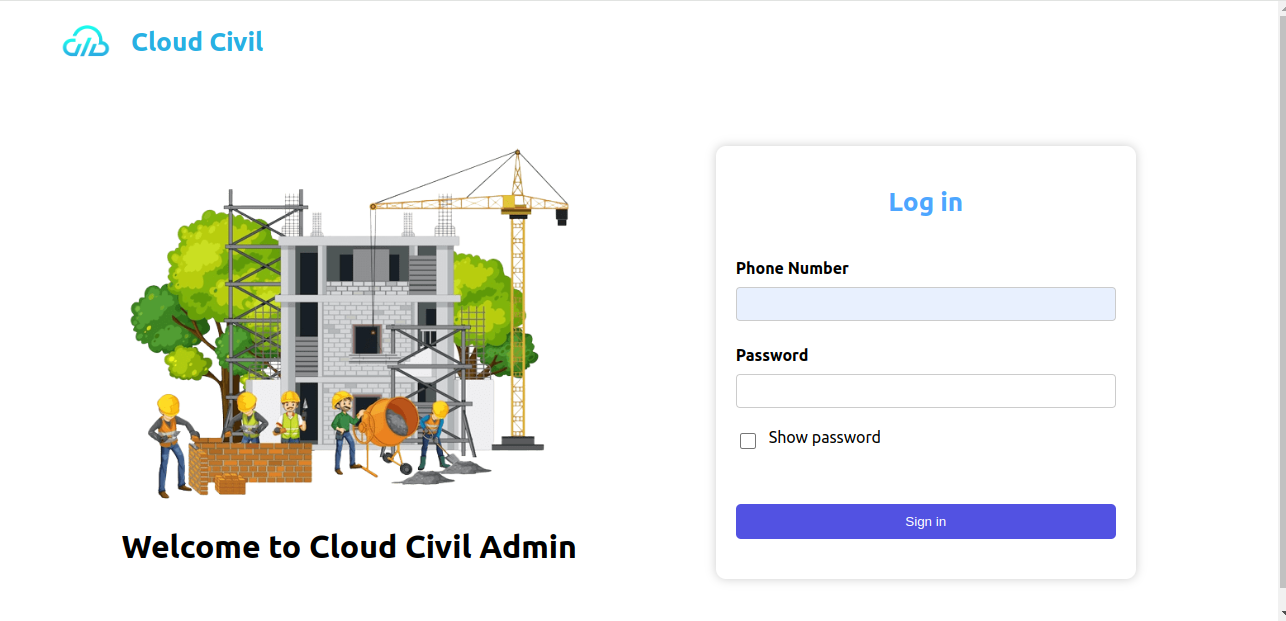 Cloud Civil
Welcome to Cloud Civil Admin
Log in
Phone Number
Password
Show password
Sign in